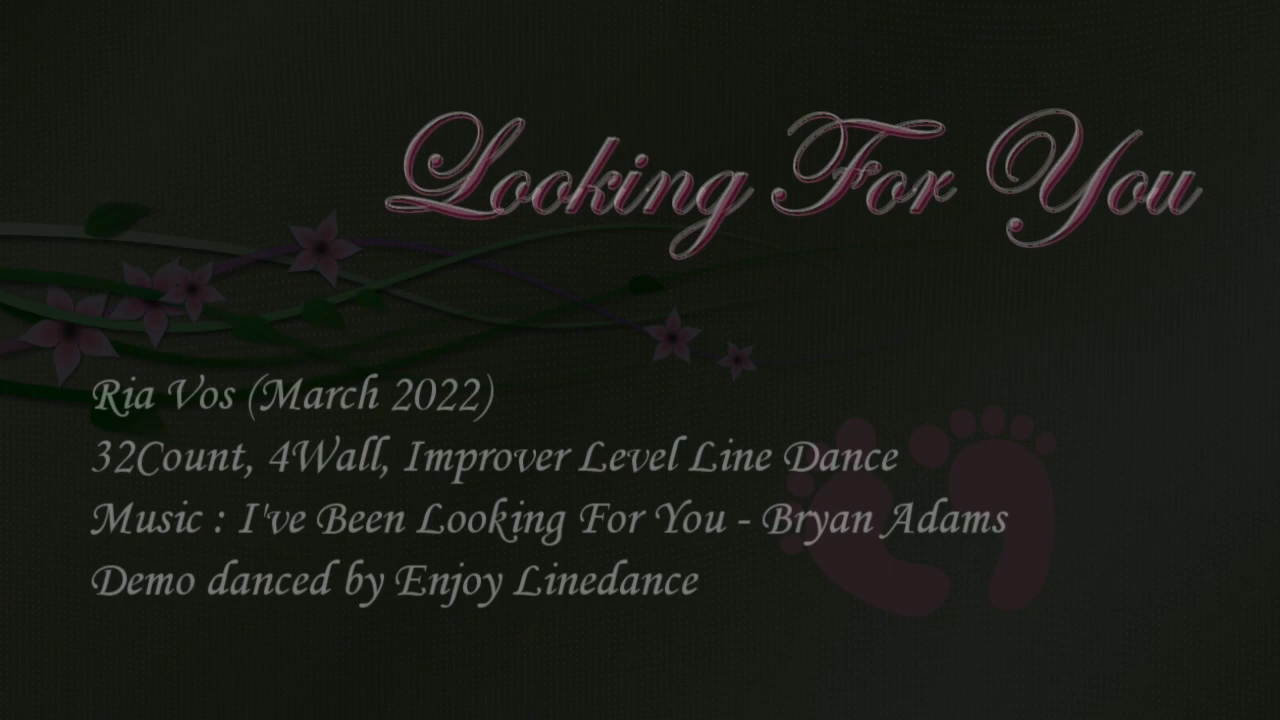 Looking For You
Ria Vos (March 2022)
32Count, 4Wall, Improver Level Line Dance
Music : I've Been Looking For You - Bryan Adams
Demo danced by Enjoy Linedance